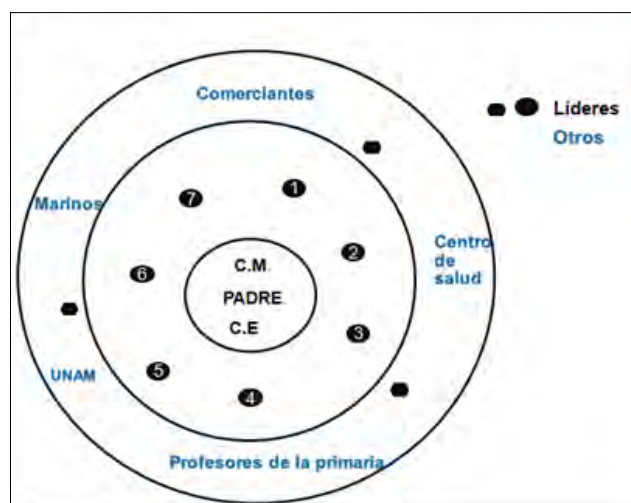 Comerciantes
Líderes
Otros
7
1
Marinos
2
Centro
de
salud
6
C.M.
PADRE
C.E
3
5
UNAM
4
Profesores de la primaria